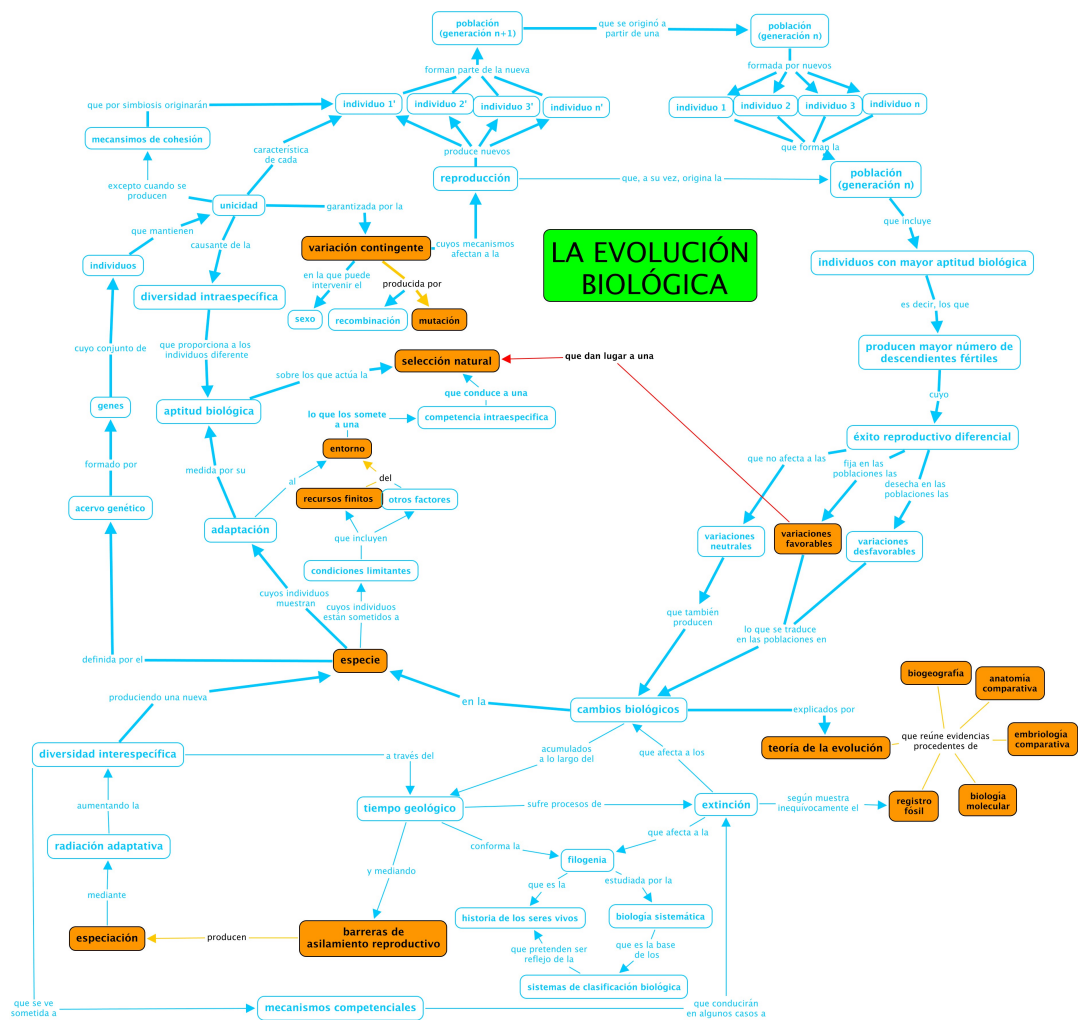 población
(generación n+1)
que se originó a
partir de una
población
(generación n)
forman parte de la nueva
formada por nuevos
que por simbiosis originarán
individuo 1'
individuo 2'
individuo 3'
individuo n'
individuo 1
individuo 2
individuo 3
individuo n
mecansimos de cohesión
característica
de cada
produce nuevos
que forman la
excepto cuando se
producen
reproducción
que, a su vez, origina la
población
(generación n)
unicidad
garantizada por la
que incluye
que mantienen
causante de la
variación contingente
cuyos mecanismos
afectan a la
LA EVOLUCIÓN
BIOLÓGICA
individuos
individuos con mayor aptitud biológica
en la que puede
intervenir el
producida por
diversidad intraespecífica
es decir, los que
sexo
recombinación
mutación
cuyo conjunto de
que proporciona a los
individuos diferente
producen mayor número de
descendientes fértiles
selección natural
que dan lugar a una
sobre los que actúa la
que conduce a una
cuyo
genes
aptitud biológica
lo que los somete
a una
competencia intraespecífica
éxito reproductivo diferencial
entorno
formado por
medida por su
al
del
que no afecta a las
fija en las
poblaciones las
desecha en las
poblaciones las
recursos finitos
otros factores
acervo genético
adaptación
que incluyen
variaciones
neutrales
variaciones
favorables
variaciones
desfavorables
condiciones limitantes
cuyos individuos
muestran
cuyos individuos
están sometidos a
que también
producen
lo que se traduce
en las poblaciones en
definida por el
especie
biogeografía
anatomía
comparativa
produciendo una nueva
en la
cambios biológicos
explicados por
teoría de la evolución
que reúne evidencias
procedentes de
embriología
comparativa
diversidad interespecífica
a través del
acumulados
a lo largo del
que afecta a los
registro
fósil
biología
molecular
aumentando la
tiempo geológico
sufre procesos de
extinción
según muestra
inequivocamente el
radiación adaptativa
conforma la
que afecta a la
filogenia
y mediando
que es la
estudiada por la
mediante
historia de los seres vivos
biología sistemática
especiación
producen
barreras de
asilamiento reproductivo
que pretenden ser
reflejo de la
que es la base
de los
sistemas de clasificación biológica
que se ve
sometida a
mecanismos competenciales
que conducirán
en algunos casos a